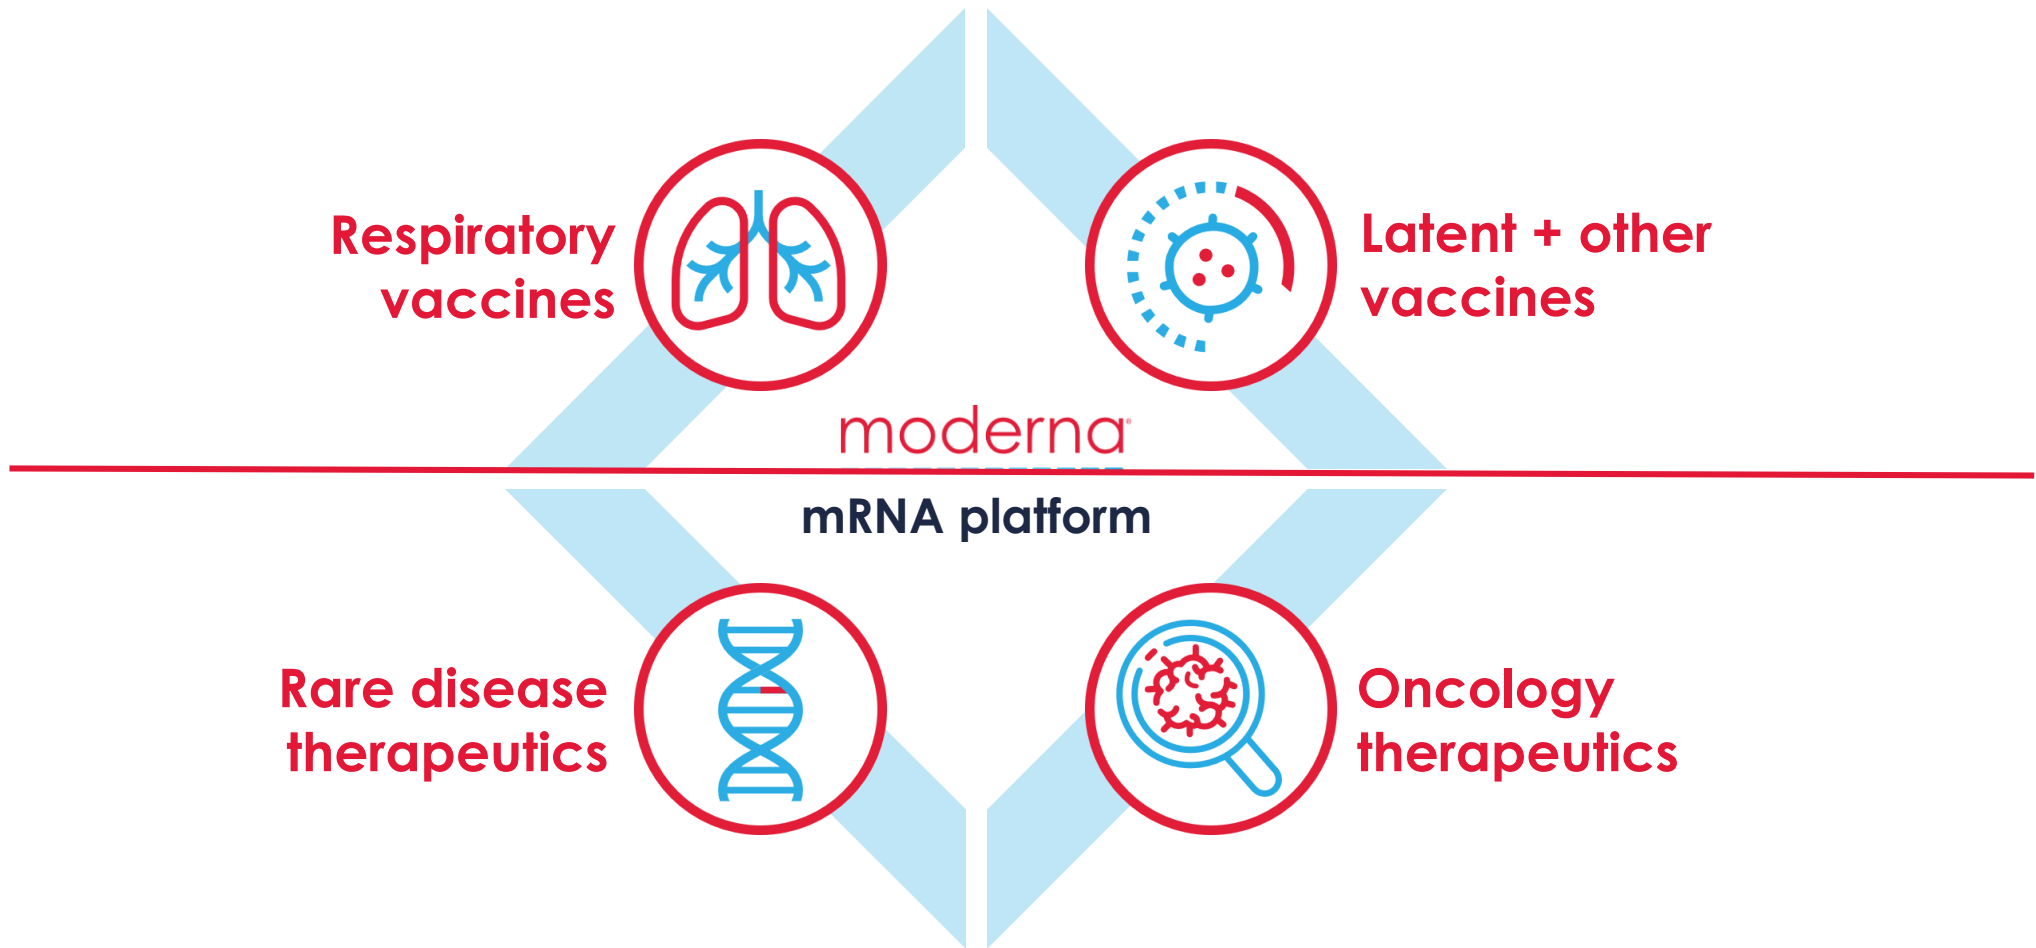 Respiratory
vaccines
Latent + other
vaccines
moderna®
mRNA platform
Rare disease
therapeutics
Oncology
therapeutics